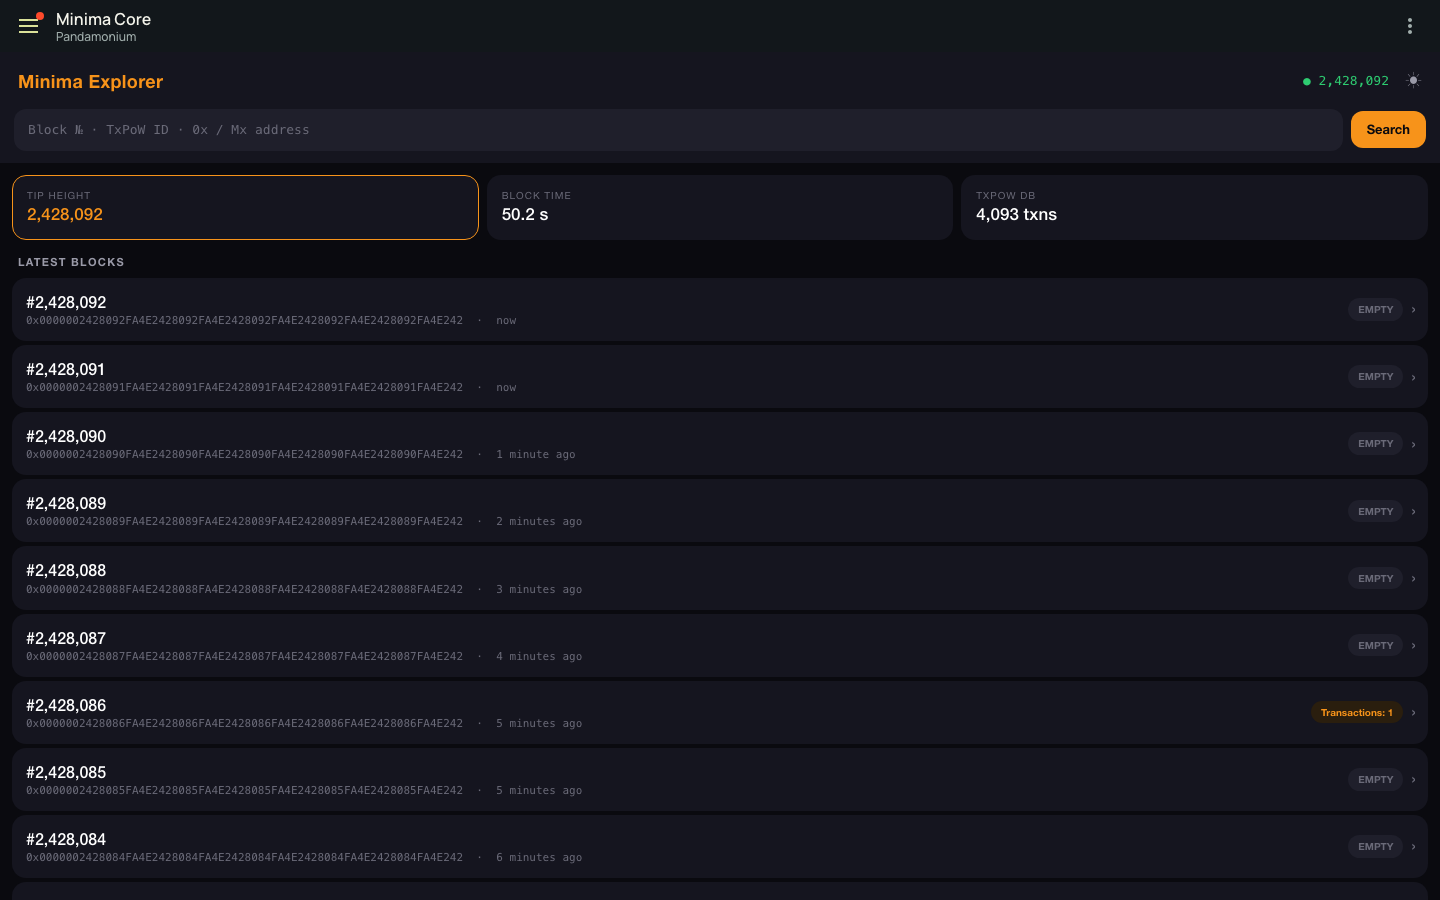 Minima Core
Pandamonium
Minima Explorer
● 2,428,092
Block № · TxPoW ID · 0x / Mx address
Search
TIP HEIGHT
2,428,092
BLOCK TIME
50.2 s
TXPOW DB
4,093 txns
LATEST BLOCKS
#2,428,092
0x0000002428092FA4E2428092FA4E2428092FA4E2428092FA4E2428092FA4E242 · now
EMPTY ›
#2,428,091
0x0000002428091FA4E2428091FA4E2428091FA4E2428091FA4E2428091FA4E242 · now
EMPTY ›
#2,428,090
0x0000002428090FA4E2428090FA4E2428090FA4E2428090FA4E2428090FA4E242 · 1 minute ago
EMPTY ›
#2,428,089
0x0000002428089FA4E2428089FA4E2428089FA4E2428089FA4E2428089FA4E242 · 2 minutes ago
EMPTY ›
#2,428,088
0x0000002428088FA4E2428088FA4E2428088FA4E2428088FA4E2428088FA4E242 · 3 minutes ago
EMPTY ›
#2,428,087
0x0000002428087FA4E2428087FA4E2428087FA4E2428087FA4E2428087FA4E242 · 4 minutes ago
EMPTY ›
#2,428,086
0x0000002428086FA4E2428086FA4E2428086FA4E2428086FA4E2428086FA4E242 · 5 minutes ago
Transactions: 1 ›
#2,428,085
0x0000002428085FA4E2428085FA4E2428085FA4E2428085FA4E2428085FA4E242 · 5 minutes ago
EMPTY ›
#2,428,084
0x0000002428084FA4E2428084FA4E2428084FA4E2428084FA4E2428084FA4E242 · 6 minutes ago
EMPTY ›